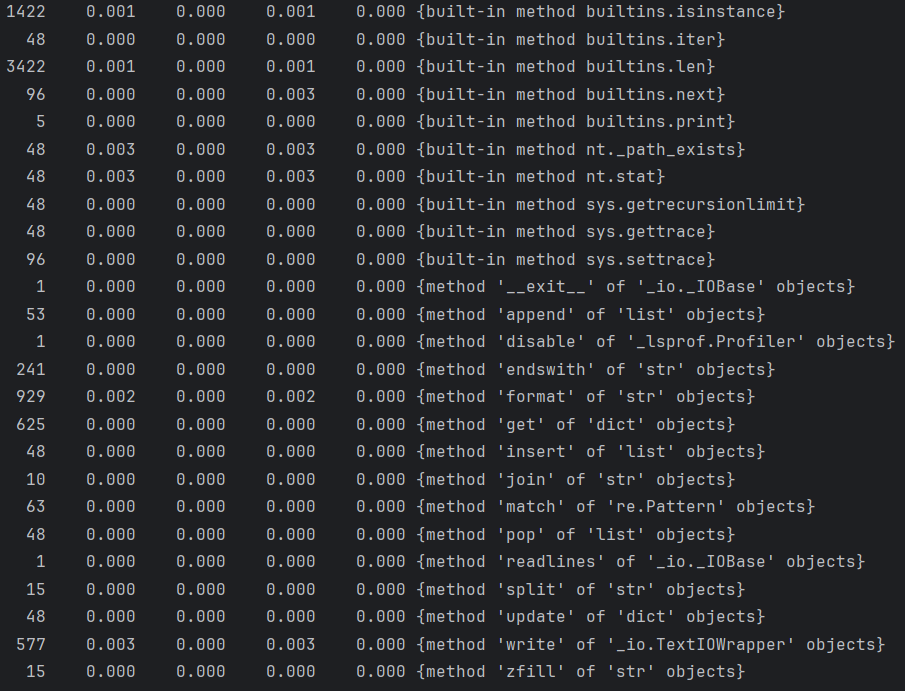 1422    0.001    0.000    0.001    0.000 {built-in method builtins.isinstance}
48    0.000    0.000    0.000    0.000 {built-in method builtins.iter}
3422    0.001    0.000    0.001    0.000 {built-in method builtins.len}
96    0.000    0.000    0.003    0.000 {built-in method builtins.next}
5    0.000    0.000    0.000    0.000 {built-in method builtins.print}
48    0.003    0.000    0.003    0.000 {built-in method nt._path_exists}
48    0.003    0.000    0.003    0.000 {built-in method nt.stat}
48    0.000    0.000    0.000    0.000 {built-in method sys.getrecursionlimit}
48    0.000    0.000    0.000    0.000 {built-in method sys.gettrace}
96    0.000    0.000    0.000    0.000 {built-in method sys.settrace}
1    0.000    0.000    0.000    0.000 {method '__exit__' of '_io._IOBase' objects}
53    0.000    0.000    0.000    0.000 {method 'append' of 'list' objects}
1    0.000    0.000    0.000    0.000 {method 'disable' of '_lsprof.Profiler' objects}
241    0.000    0.000    0.000    0.000 {method 'endswith' of 'str' objects}
929    0.002    0.000    0.002    0.000 {method 'format' of 'str' objects}
625    0.000    0.000    0.000    0.000 {method 'get' of 'dict' objects}
48    0.000    0.000    0.000    0.000 {method 'insert' of 'list' objects}
10    0.000    0.000    0.000    0.000 {method 'join' of 'str' objects}
63    0.000    0.000    0.000    0.000 {method 'match' of 're.Pattern' objects}
48    0.000    0.000    0.000    0.000 {method 'pop' of 'list' objects}
1    0.000    0.000    0.000    0.000 {method 'readlines' of '_io._IOBase' objects}
15    0.000    0.000    0.000    0.000 {method 'split' of 'str' objects}
48    0.000    0.000    0.000    0.000 {method 'update' of 'dict' objects}
577    0.003    0.000    0.003    0.000 {method 'write' of '_io.TextIOWrapper' objects}
15    0.000    0.000    0.000    0.000 {method 'zfill' of 'str' objects}